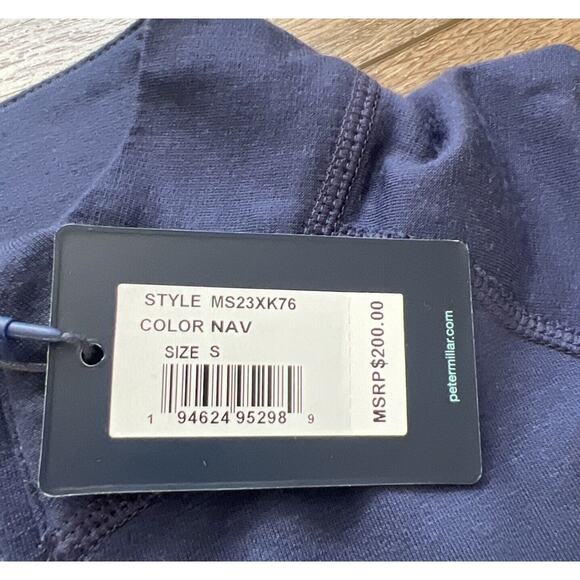 STYLE MS23XK76
COLOR NAV
SIZE S
1 94624 95298 9
MSRP$200.00
petermillar.com